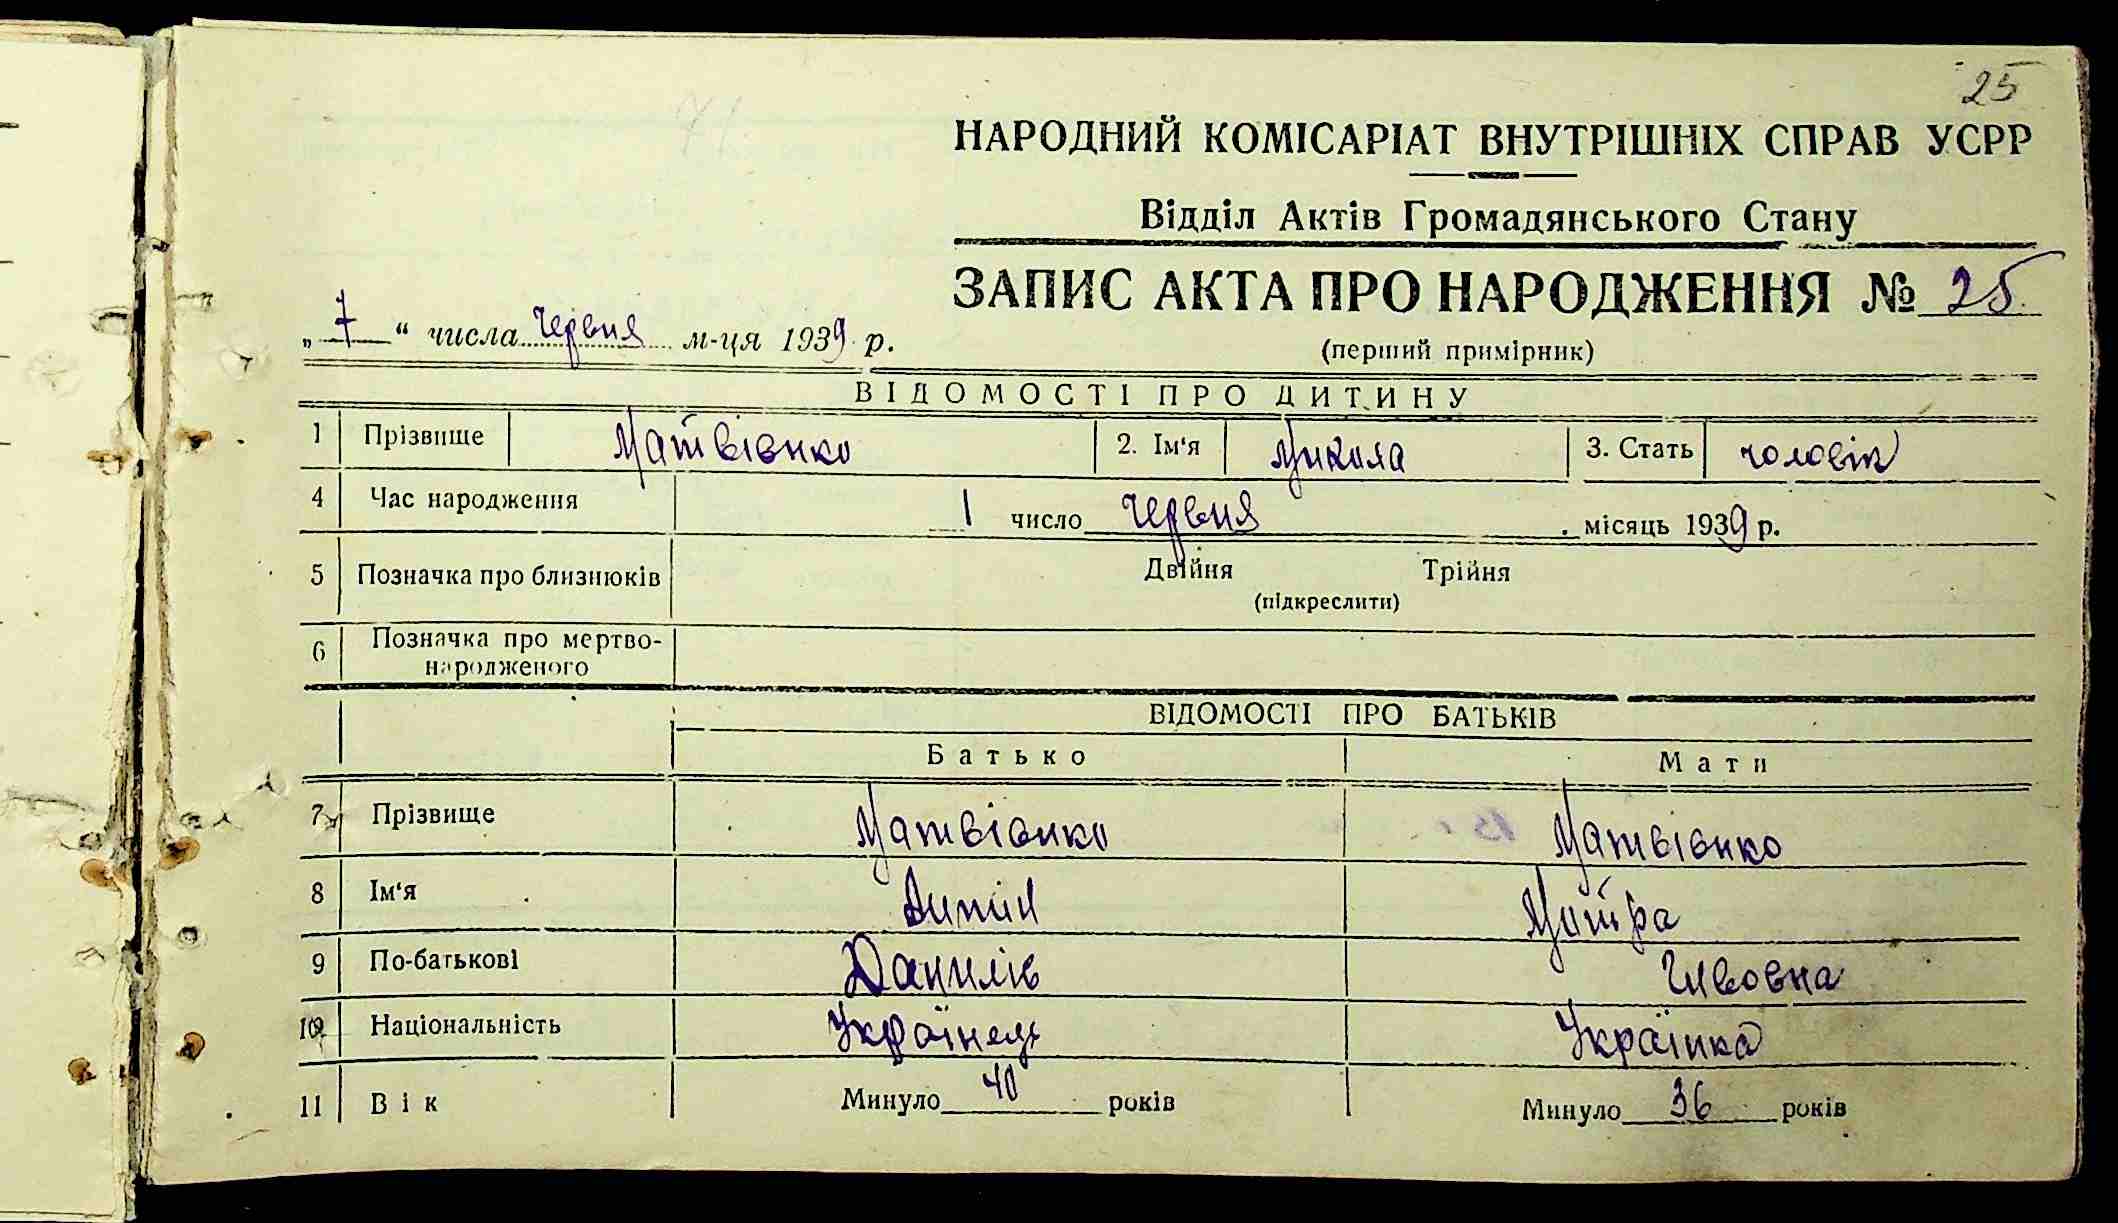 25
НАРОДНИЙ КОМІСАРІАТ ВНУТРІШНІХ СПРАВ УСРР
Відділ Актів Громадянського Стану
ЗАПИС АКТА ПРО НАРОДЖЕННЯ № 25
„7“ числа червня м-ця 1939 р.
(перший примірник)
ВІДОМОСТІ ПРО ДИТИНУ
1 Прізвище Матвієнко 2. Ім‘я Микола 3. Стать чоловік
4 Час народження 1 число червня місяць 1939 р.
5 Позначка про близнюків Двійня Трійня
(підкреслити)
6 Позначка про мертво-
народженого
ВІДОМОСТІ ПРО БАТЬКІВ
Батько Мати
7 Прізвище Матвієнко Матвієнко
8 Ім‘я Мотря
9 По-батькові Данилів
10 Національність Українець Українка
11 Вік Минуло 40 років Минуло 36 років